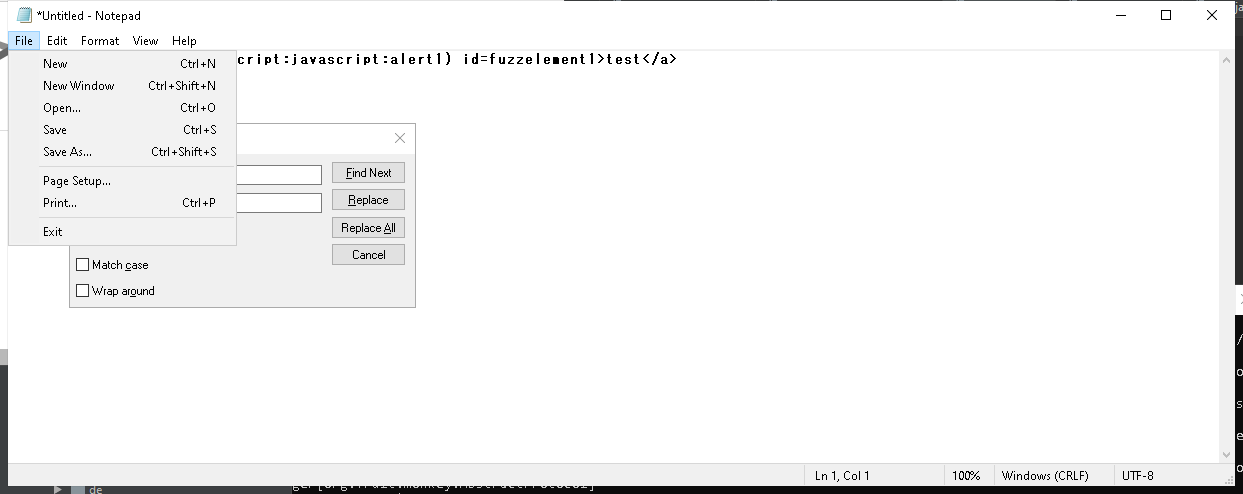 *Untitled - Notepad
File Edit Format View Help
cript:javascript:alert1) id=fuzzelement1>test</a>
New Ctrl+N
New Window Ctrl+Shift+N
Open... Ctrl+O
Save Ctrl+S
Save As... Ctrl+Shift+S
Page Setup...
Print... Ctrl+P
Exit
Find Next
Replace
Replace All
Cancel
Match case
Wrap around
Ln 1, Col 1 100% Windows (CRLF) UTF-8
de